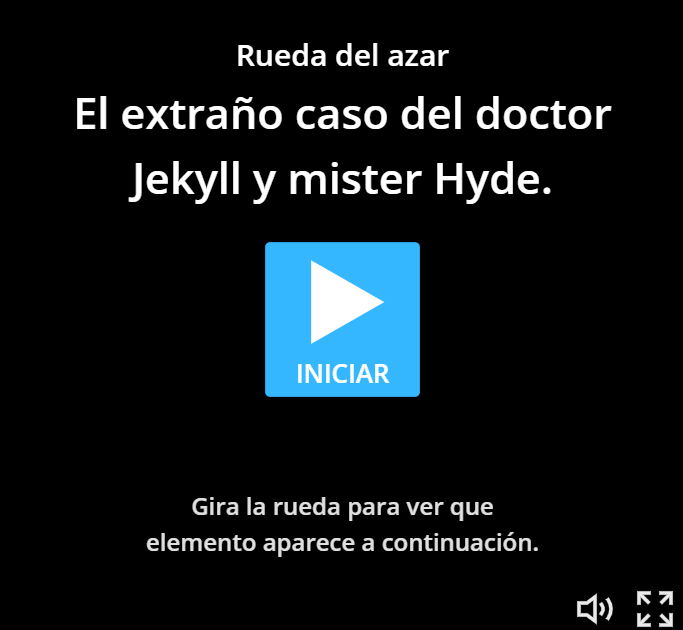 Rueda del azar
El extraño caso del doctor
Jekyll y mister Hyde.
INICIAR
Gira la rueda para ver que
elemento aparece a continuación.